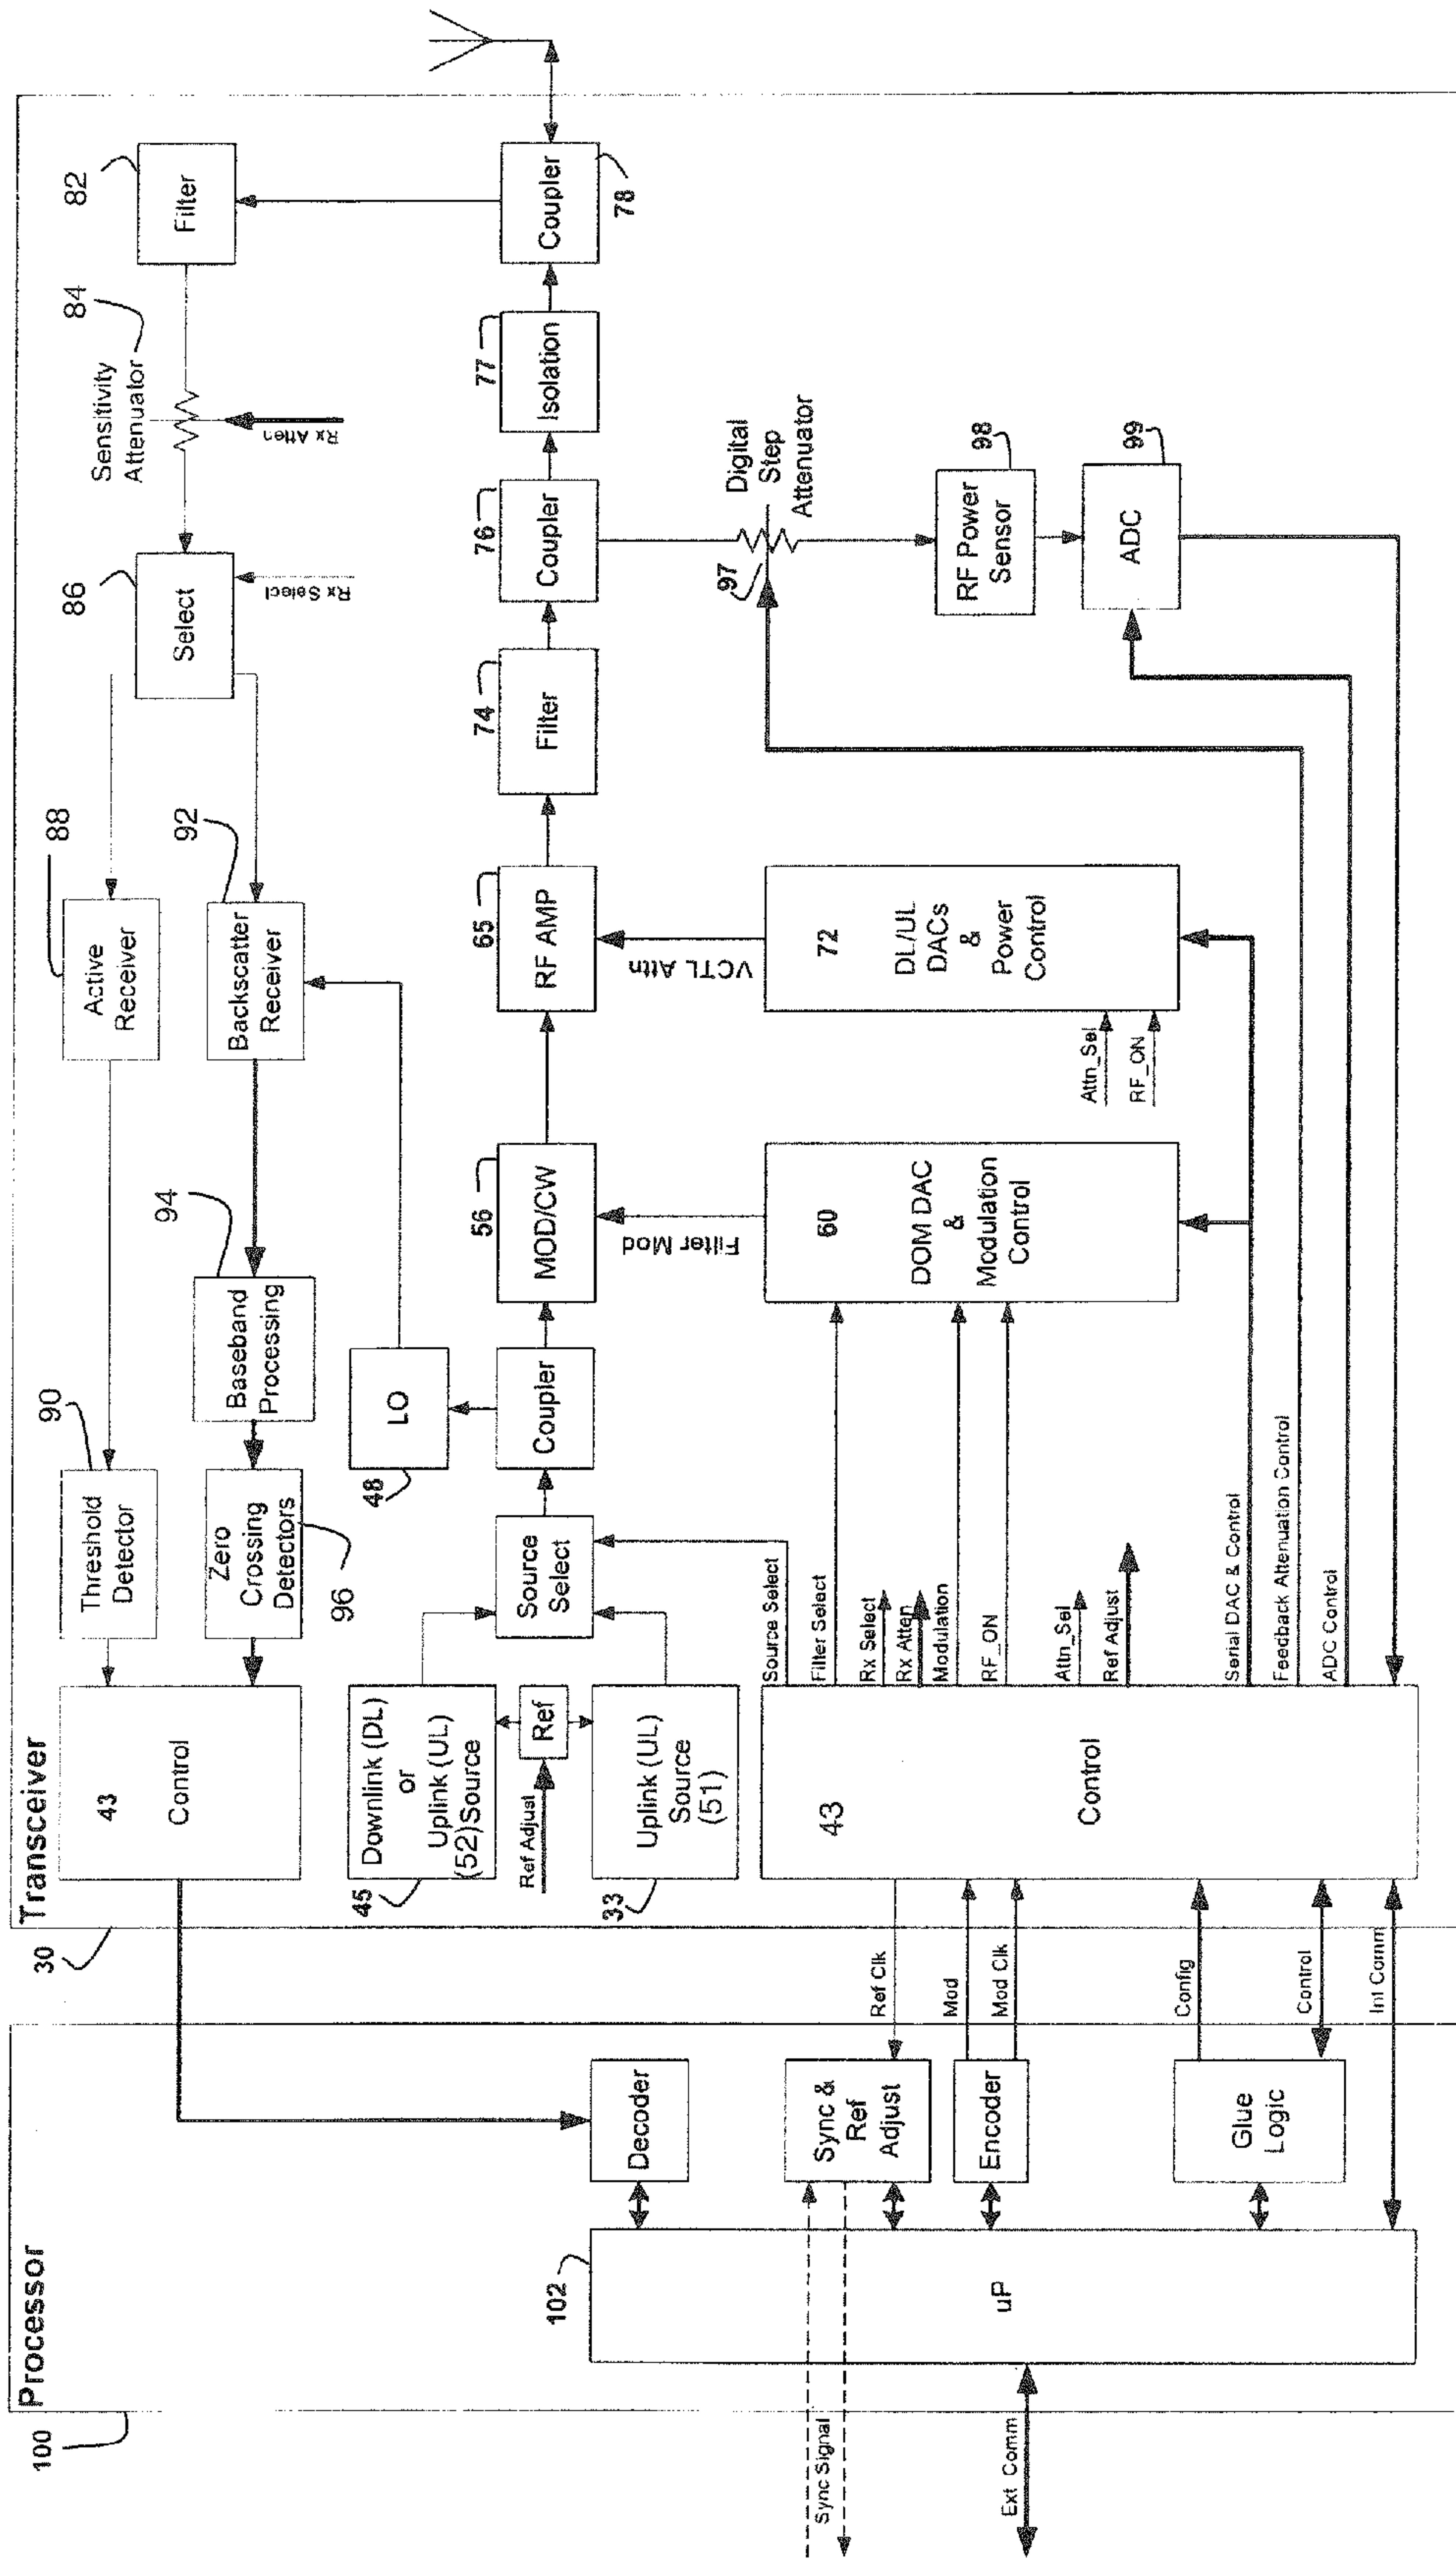 Processor
100
Transceiver
30
43
Control
Threshold
Detector
90
Active
Receiver
88
Select
86
Rx Select
Sensitivity
Attenuator
84
Rx Atten
Filter
82
Zero
Crossing
Detectors
96
Baseband
Processing
94
Backscatter
Receiver
92
LO
48
Downlink (DL)
or
Uplink (UL)
(52)Source
45
Ref
Ref Adjust
Uplink (UL)
Source
(51)
33
Source
Select
Coupler
MOD/CW
56
RF AMP
65
Filter
74
Coupler
76
Isolation
77
Coupler
78
Filter Mod
VCTL Attn
60
DOM DAC
&
Modulation
Control
72
DL/UL
DACs
&
Power
Control
Attn_Sel
RF_ON
Digital
Step
Attenuator
97
RF Power
Sensor
98
ADC
99
43
Control
Source Select
Filter Select
Rx Select
Rx Atten
Modulation
RF_ON
Attn_Sel
Ref Adjust
Serial DAC & Control
Feedback Attenuation Control
ADC Control
Ref Clk
Mod
Mod Clk
Config
Control
Int Comm
Decoder
Sync &
Ref
Adjust
Encoder
Glue
Logic
102
uP
Sync Signal
Ext Comm